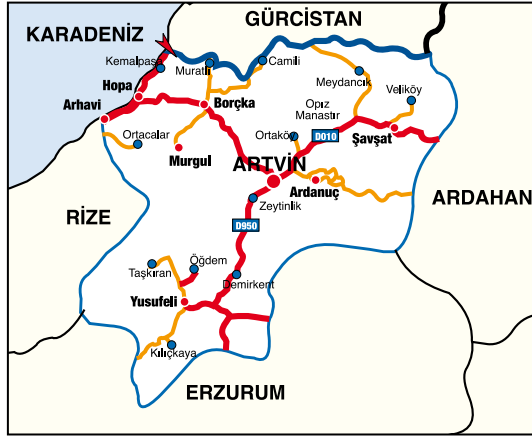 GÜRCİSTAN
KARADENİZ
Kemalpaşa
Muratlı
Camili
Hopa
Meydancık
Veliköy
Arhavi
Borçka
Opız
Manastır
Ortacalar
Ortaköy
D010
Şavşat
Murgul
ARTVİN
Ardanuç
ARDAHAN
RİZE
Zeytinlik
D950
Öğdem
Taşkıran
Demirkent
Yusufeli
Kılıçkaya
ERZURUM